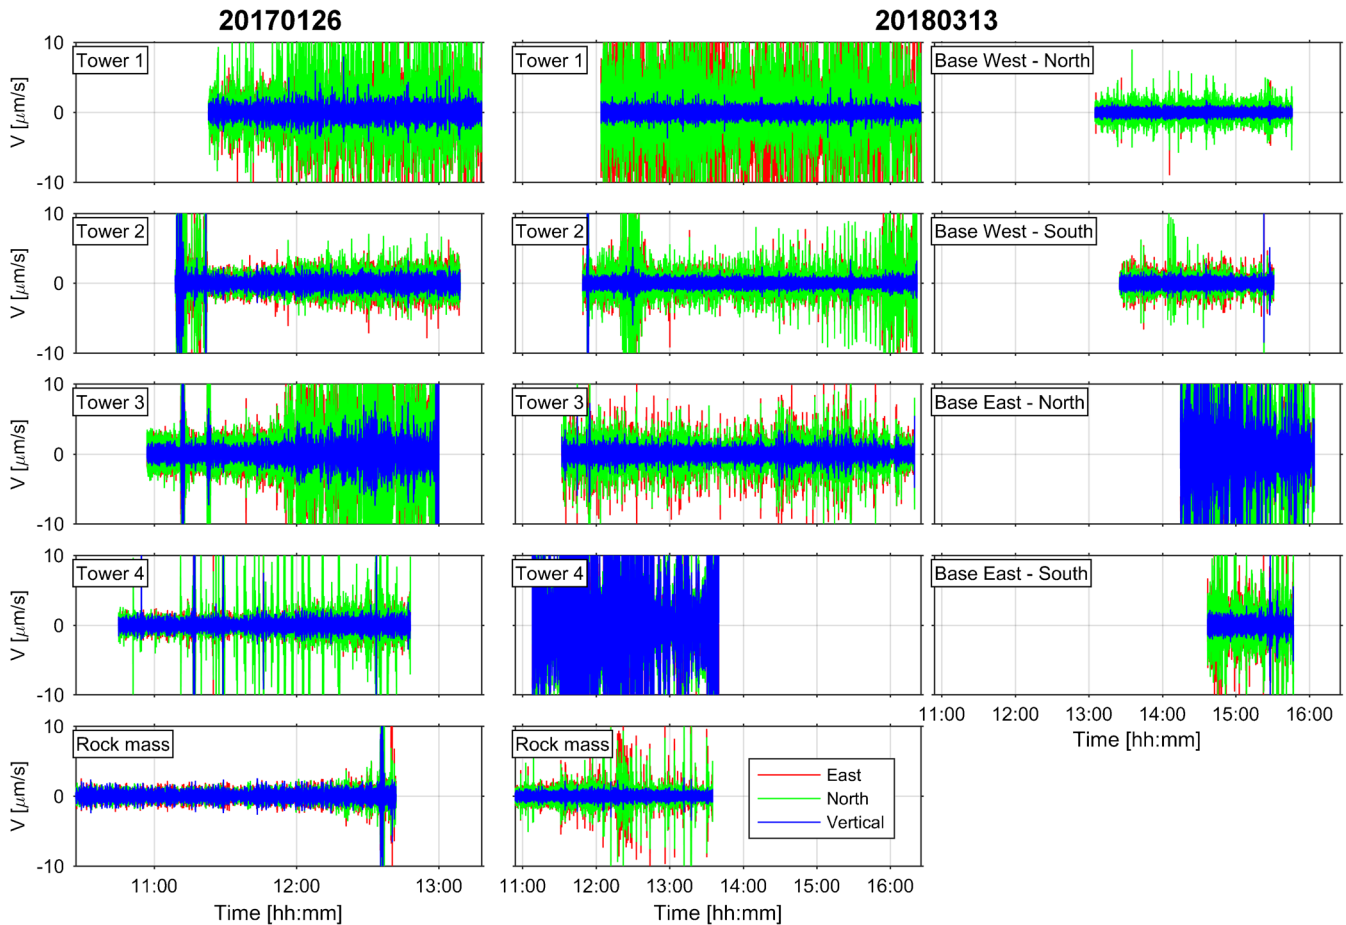 20170126
20180313
10
0
-10
V [μm/s]
Tower 1
Tower 1
Base West - North
10
0
-10
V [μm/s]
Tower 2
Tower 2
Base West - South
10
0
-10
V [μm/s]
Tower 3
Tower 3
Base East - North
10
0
-10
V [μm/s]
Tower 4
Tower 4
Base East - South
11:00 12:00 13:00 14:00 15:00 16:00
Time [hh:mm]
10
0
-10
V [μm/s]
Rock mass
Rock mass
East
North
Vertical
11:00 12:00 13:00
Time [hh:mm]
11:00 12:00 13:00 14:00 15:00 16:00
Time [hh:mm]